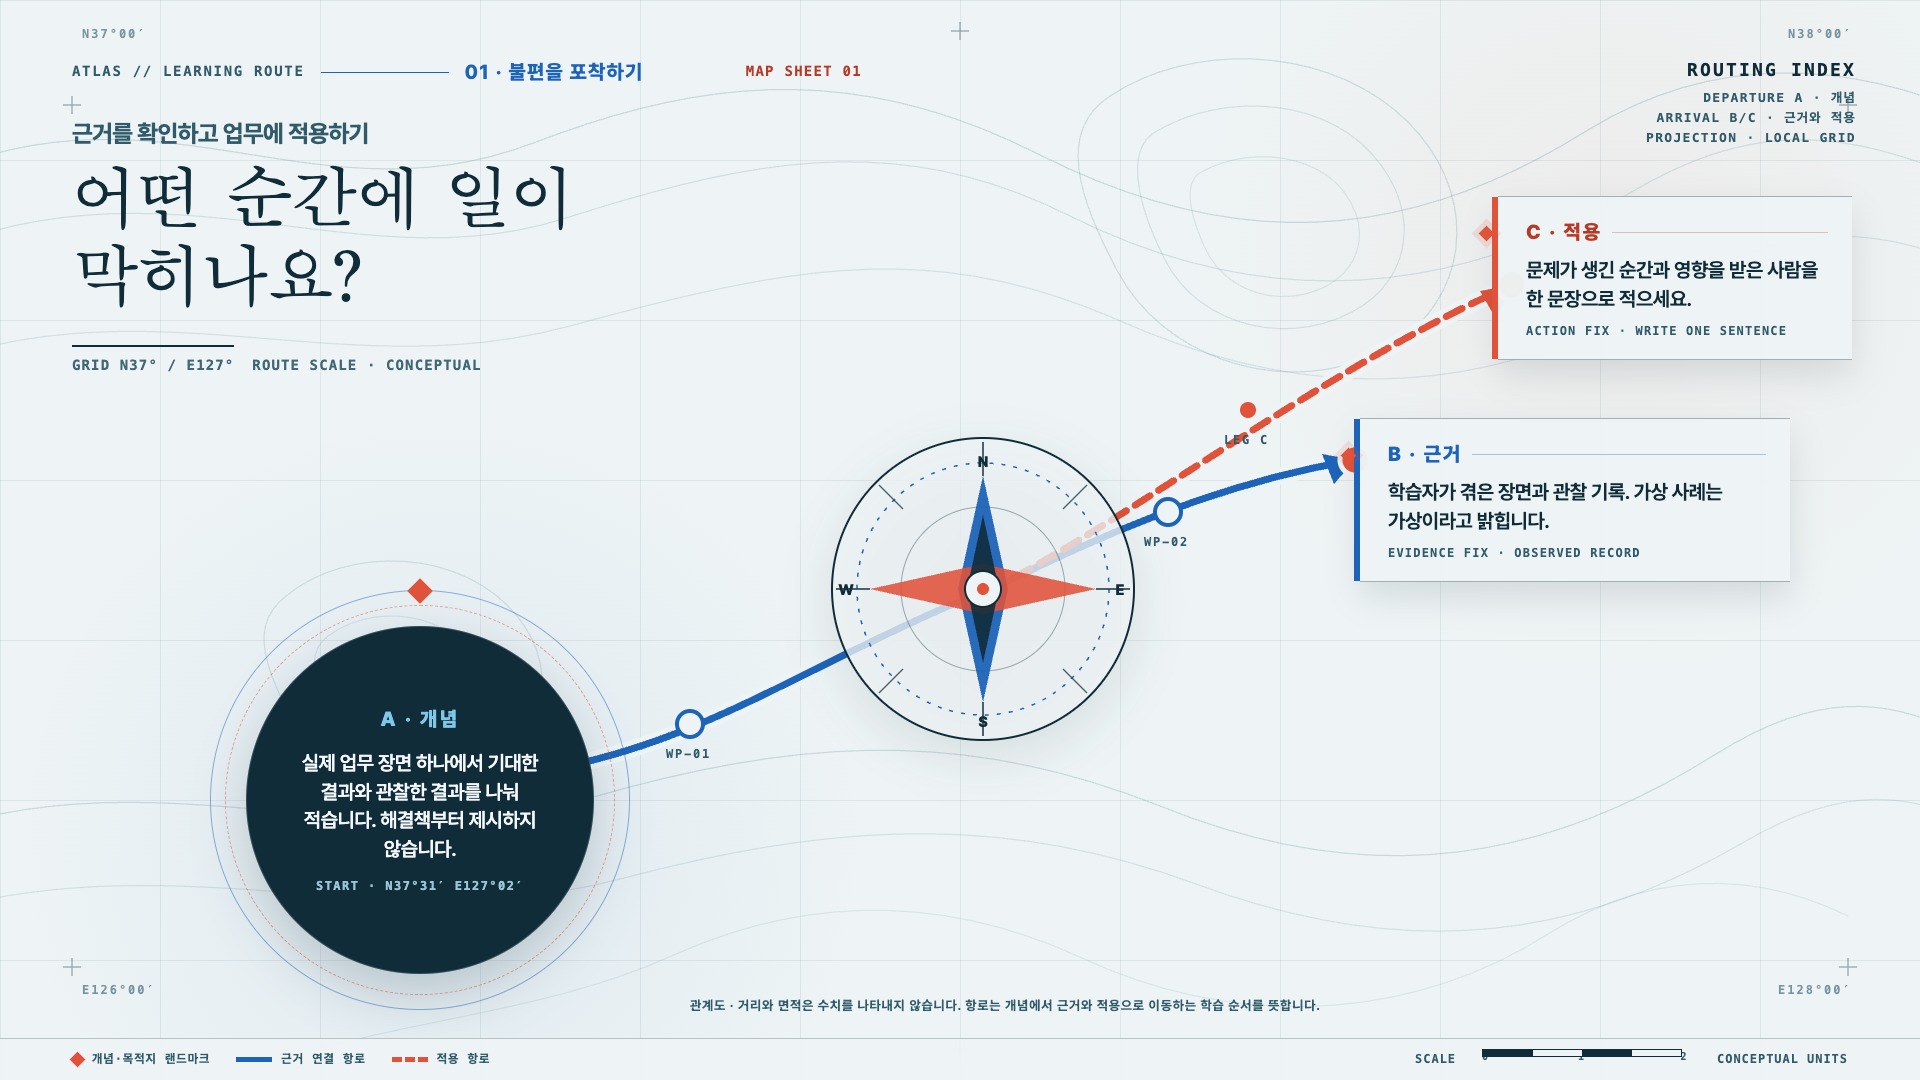 N37°00′
N38°00′
ATLAS // LEARNING ROUTE
01 · 불편을 포착하기
MAP SHEET 01
ROUTING INDEX
DEPARTURE A · 개념
ARRIVAL B/C · 근거와 적용
PROJECTION · LOCAL GRID
근거를 확인하고 업무에 적용하기
어떤 순간에 일이
막히나요?
GRID N37° / E127° ROUTE SCALE · CONCEPTUAL
C · 적용
문제가 생긴 순간과 영향을 받은 사람을
한 문장으로 적으세요.
ACTION FIX · WRITE ONE SENTENCE
LEG C
B · 근거
학습자가 겪은 장면과 관찰 기록. 가상 사례는
가상이라고 밝힙니다.
EVIDENCE FIX · OBSERVED RECORD
N
WP-02
W
E
S
WP-01
A · 개념
실제 업무 장면 하나에서 기대한
결과와 관찰한 결과를 나눠
적습니다. 해결책부터 제시하지
않습니다.
START · N37°31′ E127°02′
E126°00′
E128°00′
관계도 · 거리와 면적은 수치를 나타내지 않습니다. 항로는 개념에서 근거와 적용으로 이동하는 학습 순서를 뜻합니다.
개념·목적지 랜드마크
근거 연결 항로
적용 항로
SCALE
0 1 2
CONCEPTUAL UNITS